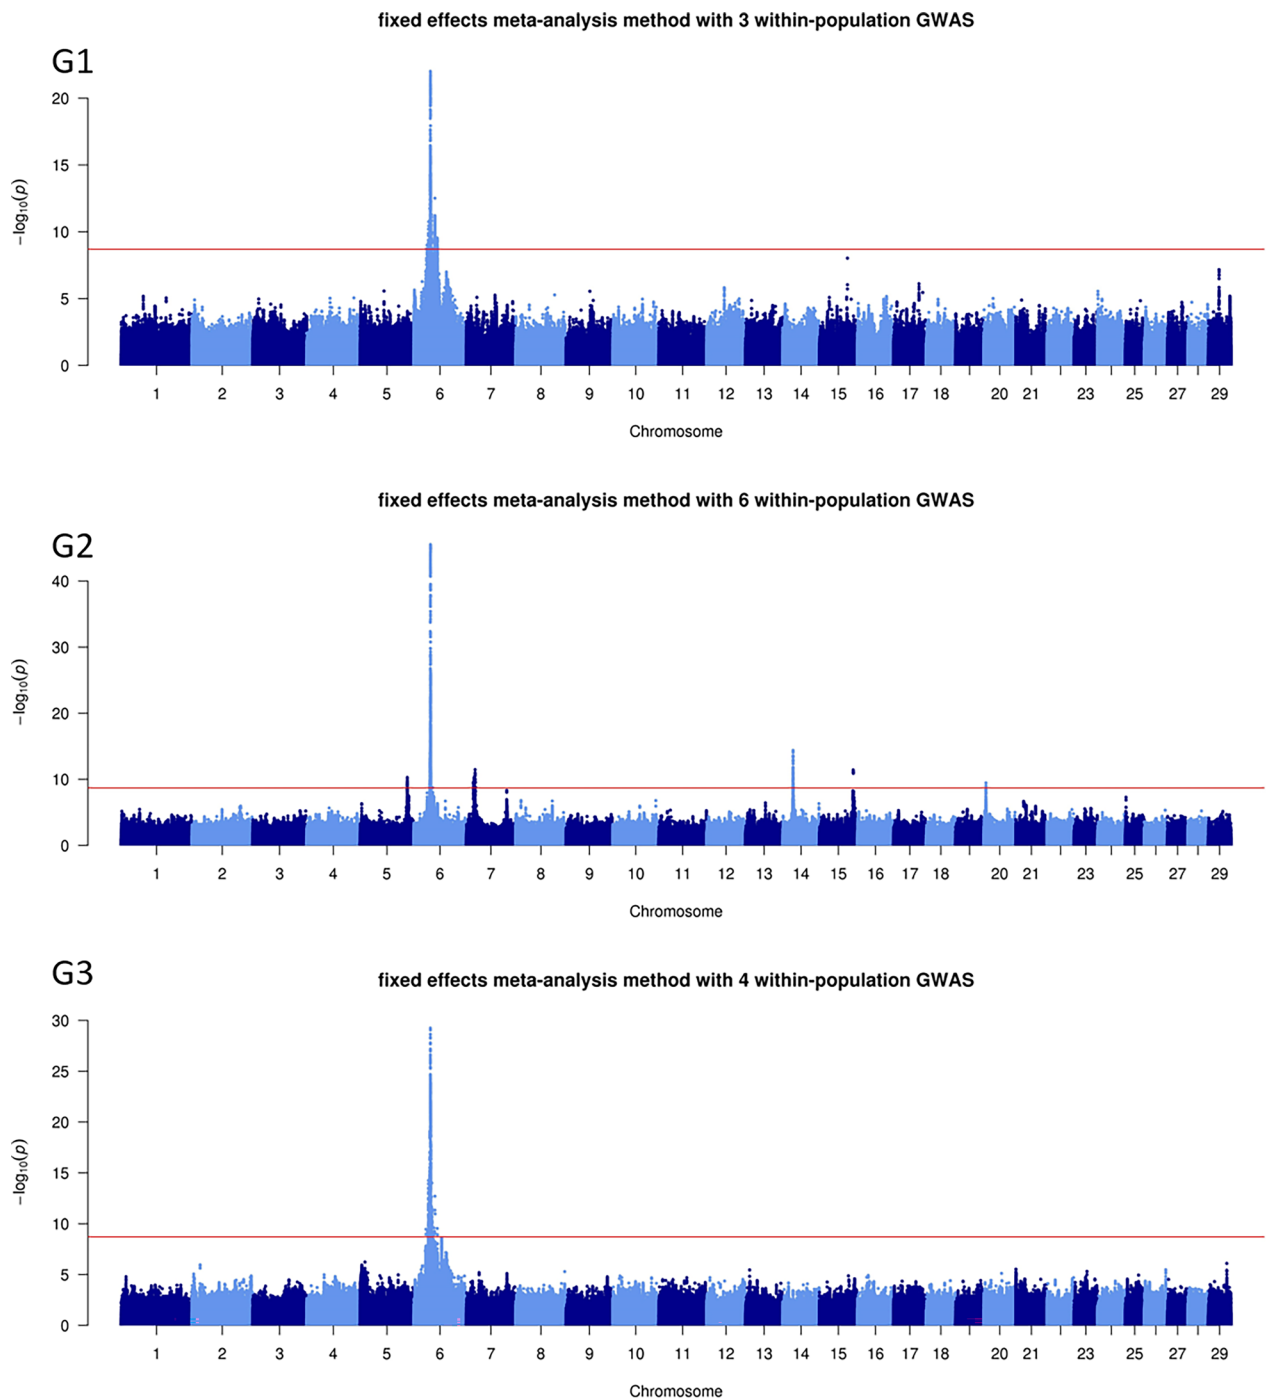 fixed effects meta-analysis method with 3 within-population GWAS
G1
20
15
10
5
0
−log₁₀(p)
1 2 3 4 5 6 7 8 9 10 11 12 13 14 15 16 17 18 20 21 23 25 27 29
Chromosome
fixed effects meta-analysis method with 6 within-population GWAS
G2
40
30
20
10
0
−log₁₀(p)
1 2 3 4 5 6 7 8 9 10 11 12 13 14 15 16 17 18 20 21 23 25 27 29
Chromosome
G3
fixed effects meta-analysis method with 4 within-population GWAS
30
25
20
15
10
5
0
−log₁₀(p)
1 2 3 4 5 6 7 8 9 10 11 12 13 14 15 16 17 18 20 21 23 25 27 29
Chromosome